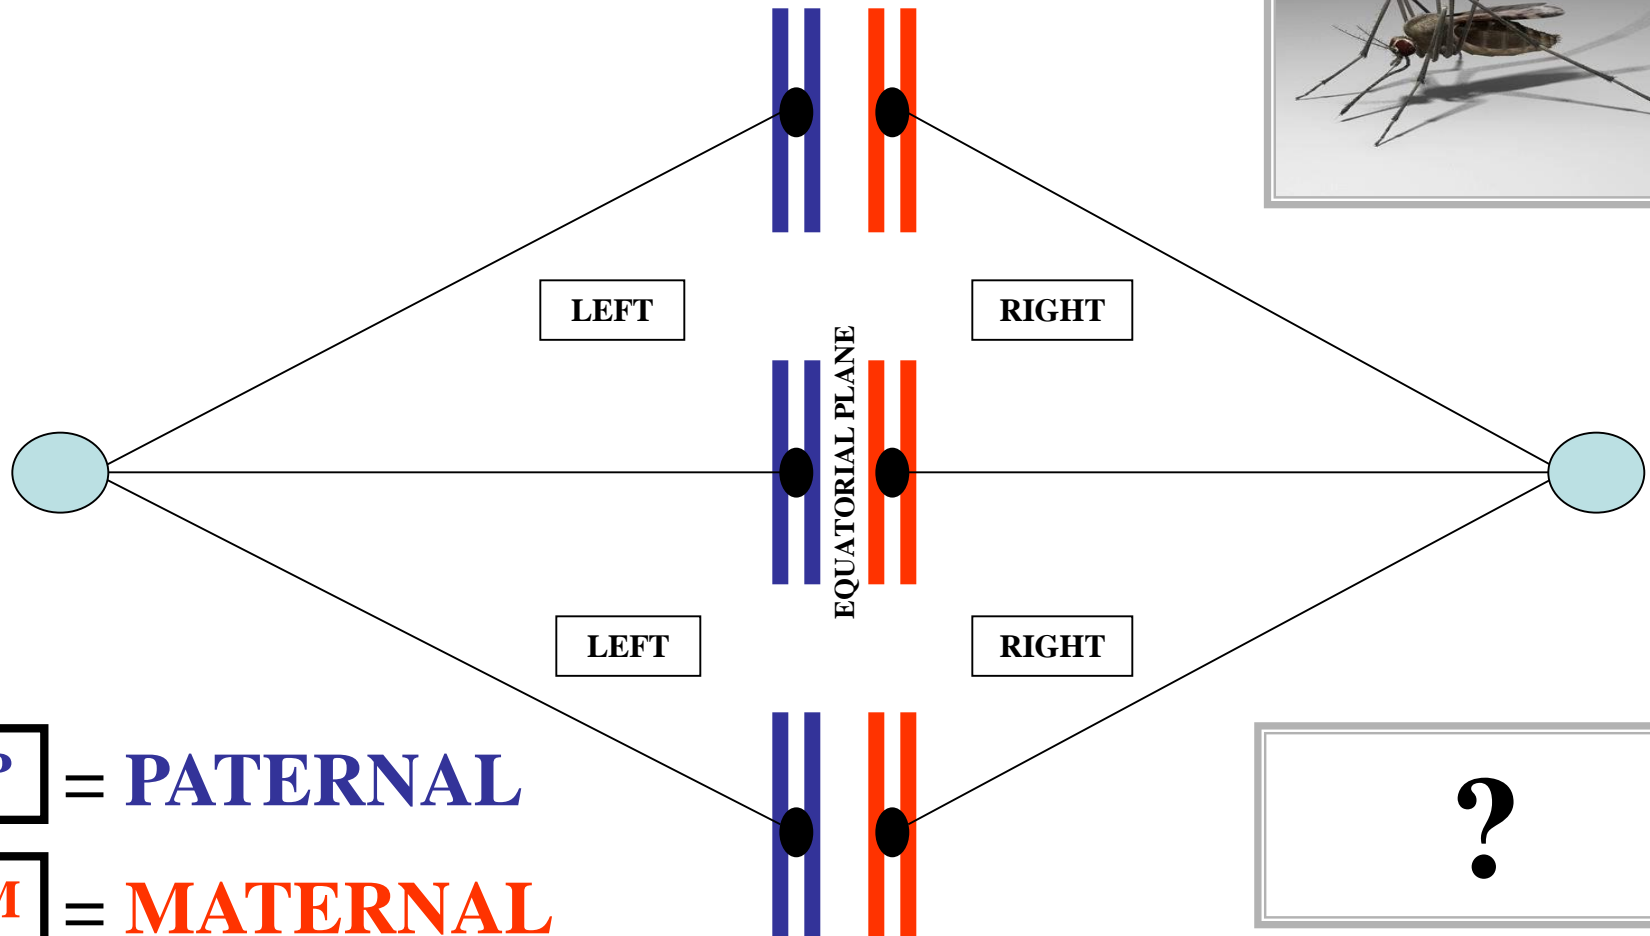 LEFT
RIGHT
EQUATORIAL PLANE
LEFT
RIGHT
P = PATERNAL
M = MATERNAL
?